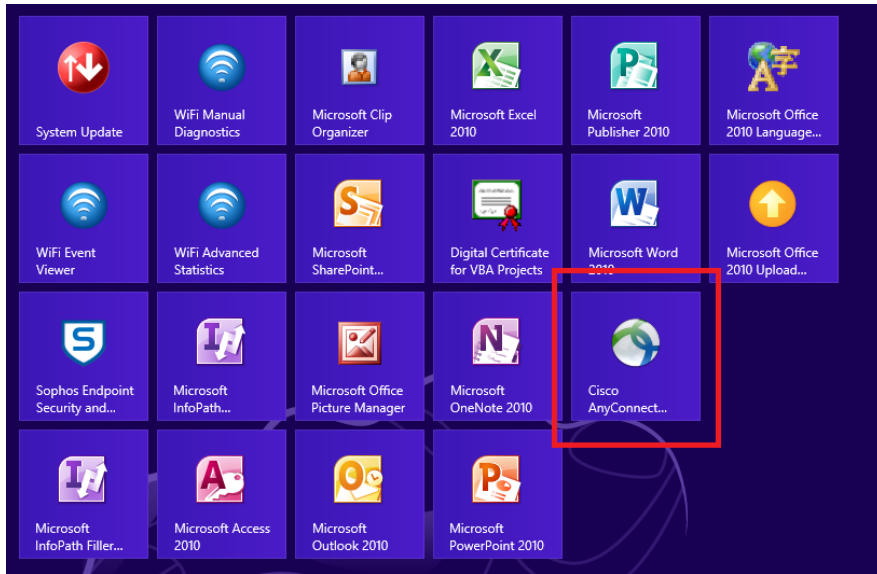 System Update
WiFi Manual
Diagnostics
Microsoft Clip
Organizer
Microsoft Excel
2010
Microsoft
Publisher 2010
Microsoft Office
2010 Language...
WiFi Event
Viewer
WiFi Advanced
Statistics
Microsoft
SharePoint...
Digital Certificate
for VBA Projects
Microsoft Word
2010
Microsoft Office
2010 Upload...
Sophos Endpoint
Security and...
Microsoft
InfoPath...
Microsoft Office
Picture Manager
Microsoft
OneNote 2010
Cisco
AnyConnect...
Microsoft
InfoPath Filler...
Microsoft Access
2010
Microsoft
Outlook 2010
Microsoft
PowerPoint 2010